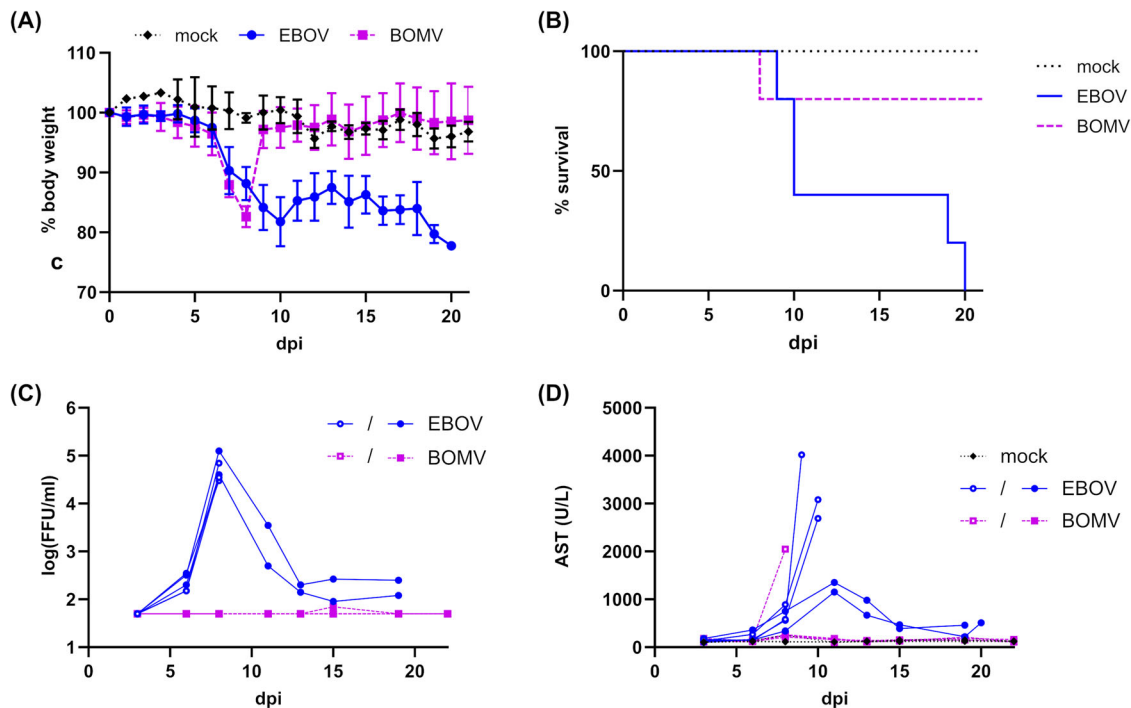 (A)
mock EBOV BOMV
110
100
90
80
70
% body weight
c
0 5 10 15 20
dpi
(B)
100
50
0
% survival
0 5 10 15 20
dpi
mock
EBOV
BOMV
(C)
6
5
4
3
2
1
log(FFU/ml)
0 5 10 15 20
dpi
/ EBOV
/ BOMV
(D)
5000
4000
3000
2000
1000
0
AST (U/L)
0 5 10 15 20
dpi
mock
/ EBOV
/ BOMV